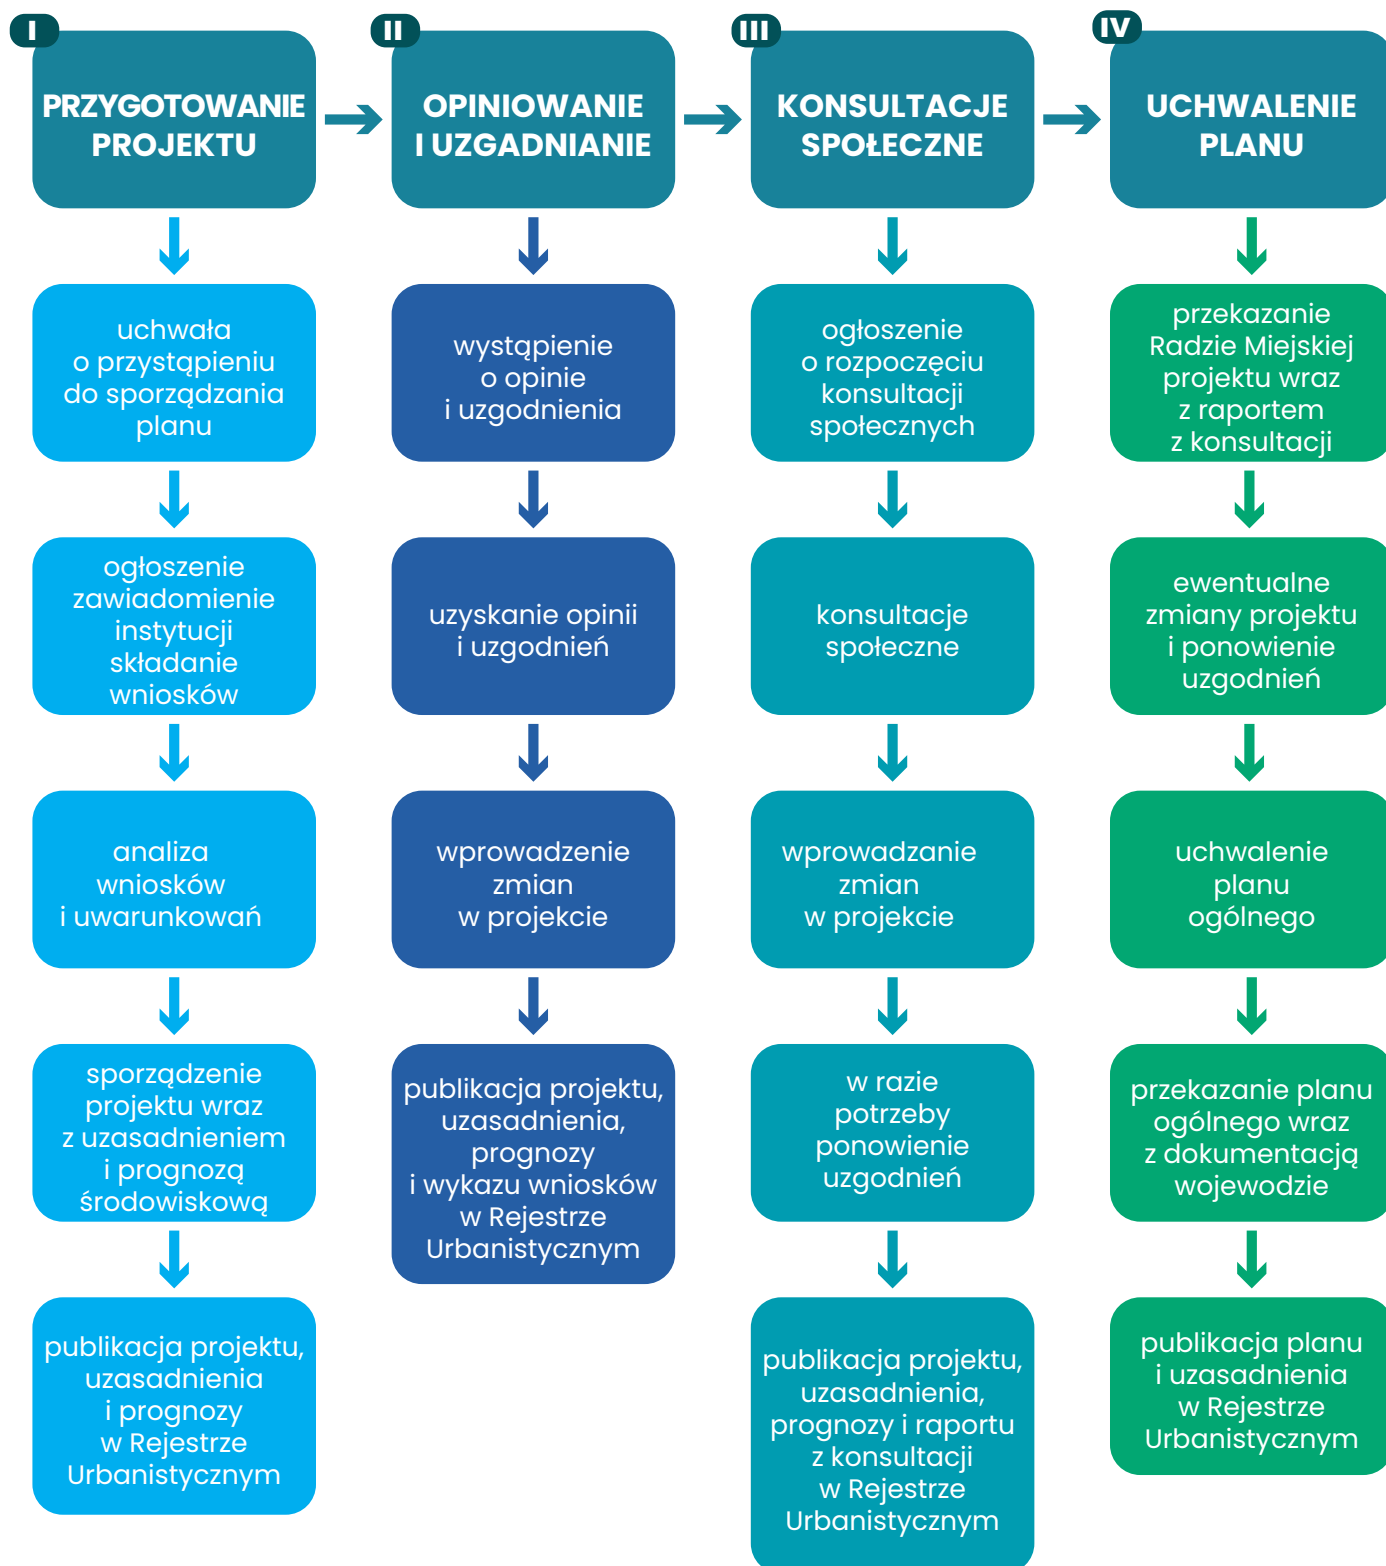 I
PRZYGOTOWANIE
PROJEKTU
uchwała
o przystąpieniu
do sporządzania
planu
ogłoszenie
zawiadomienie
instytucji
składanie
wniosków
analiza
wniosków
i uwarunkowań
sporządzenie
projektu wraz
z uzasadnieniem
i prognozą
środowiskową
publikacja projektu,
uzasadnienia
i prognozy
w Rejestrze
Urbanistycznym
II
OPINIOWANIE
I UZGADNIANIE
wystąpienie
o opinie
i uzgodnienia
uzyskanie opinii
i uzgodnień
wprowadzenie
zmian
w projekcie
publikacja projektu,
uzasadnienia,
prognozy
i wykazu wniosków
w Rejestrze
Urbanistycznym
III
KONSULTACJE
SPOŁECZNE
ogłoszenie
o rozpoczęciu
konsultacji
społecznych
konsultacje
społeczne
wprowadzanie
zmian
w projekcie
w razie
potrzeby
ponowienie
uzgodnień
publikacja projektu,
uzasadnienia,
prognozy i raportu
z konsultacji
w Rejestrze
Urbanistycznym
IV
UCHWALENIE
PLANU
przekazanie
Radzie Miejskiej
projektu wraz
z raportem
z konsultacji
ewentualne
zmiany projektu
i ponowienie
uzgodnień
uchwalenie
planu
ogólnego
przekazanie planu
ogólnego wraz
z dokumentacją
wojewodzie
publikacja planu
i uzasadnienia
w Rejestrze
Urbanistycznym